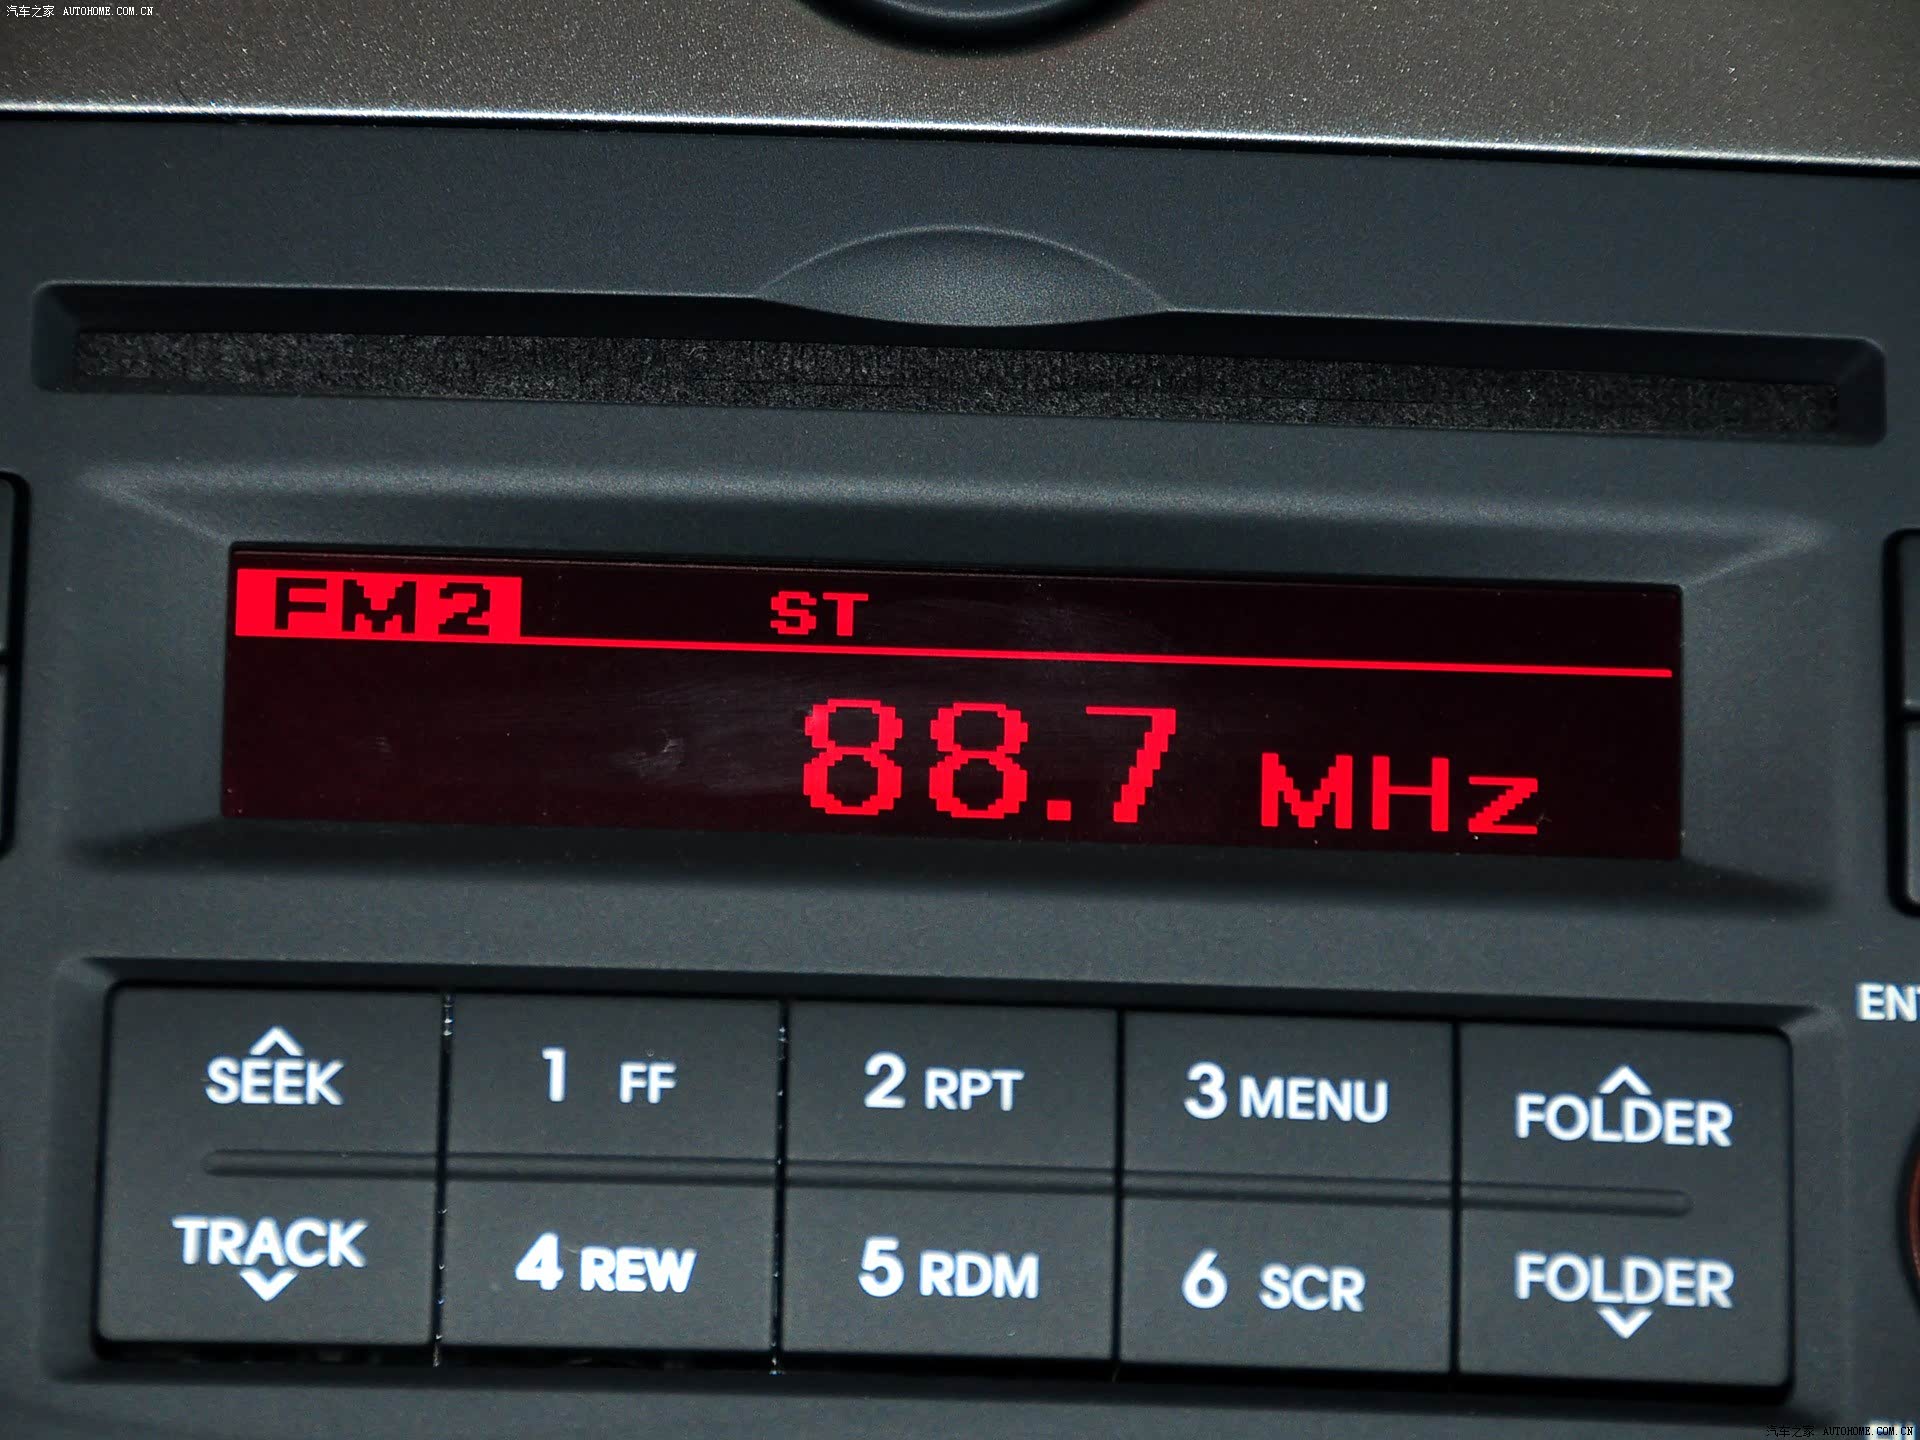 汽车之家 AUTOHOME.COM.CN
FM2 ST
88.7 MHz
SEEK 1 FF 2 RPT 3 MENU FOLDER
TRACK 4 REW 5 RDM 6 SCR FOLDER
汽车之家 AUTOHOME.COM.CN